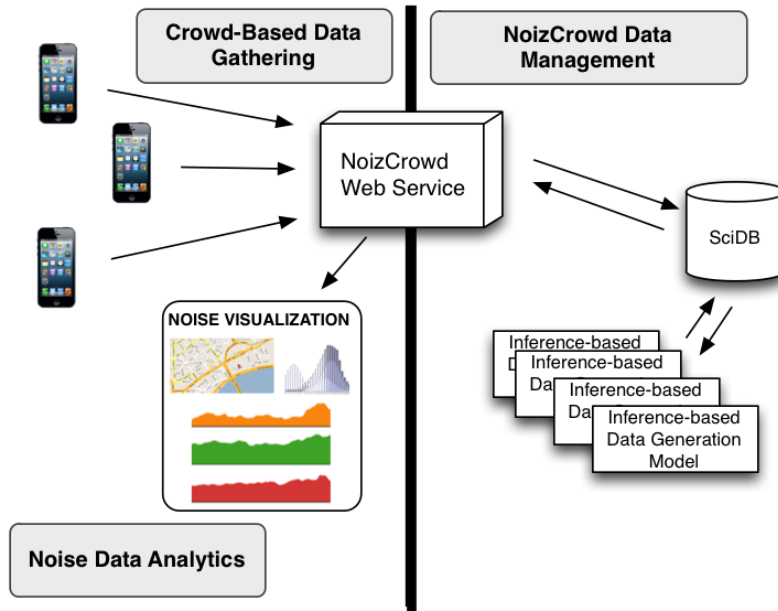 Crowd-Based Data
Gathering
NoizCrowd Data
Management
NoizCrowd
Web Service
SciDB
NOISE VISUALIZATION
Inference-based
Inference-based
Inference-based
Inference-based
Data Generation
Model
Noise Data Analytics